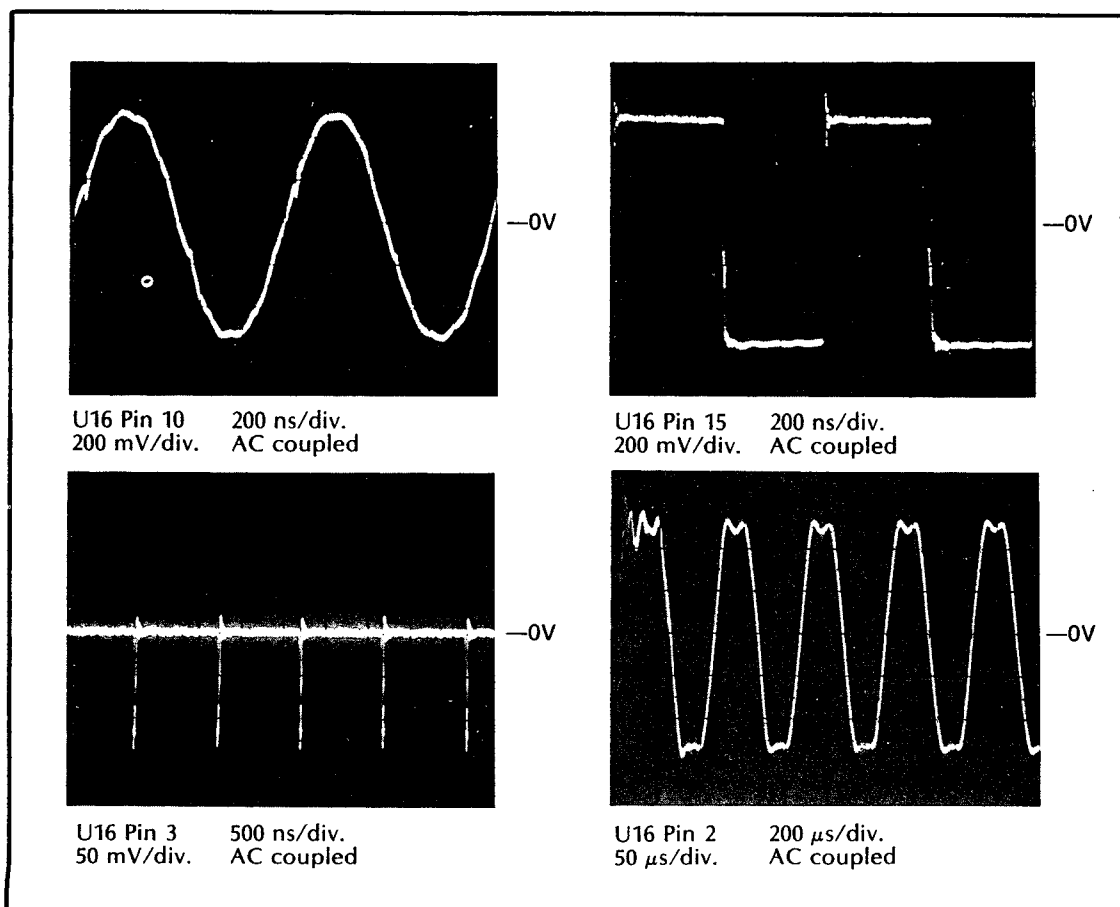 —0V
—0V
U16 Pin 10 200 ns/div.
200 mV/div. AC coupled
U16 Pin 15 200 ns/div.
200 mV/div. AC coupled
—0V
—0V
U16 Pin 3 500 ns/div.
50 mV/div. AC coupled
U16 Pin 2 200 μs/div.
50 μs/div. AC coupled